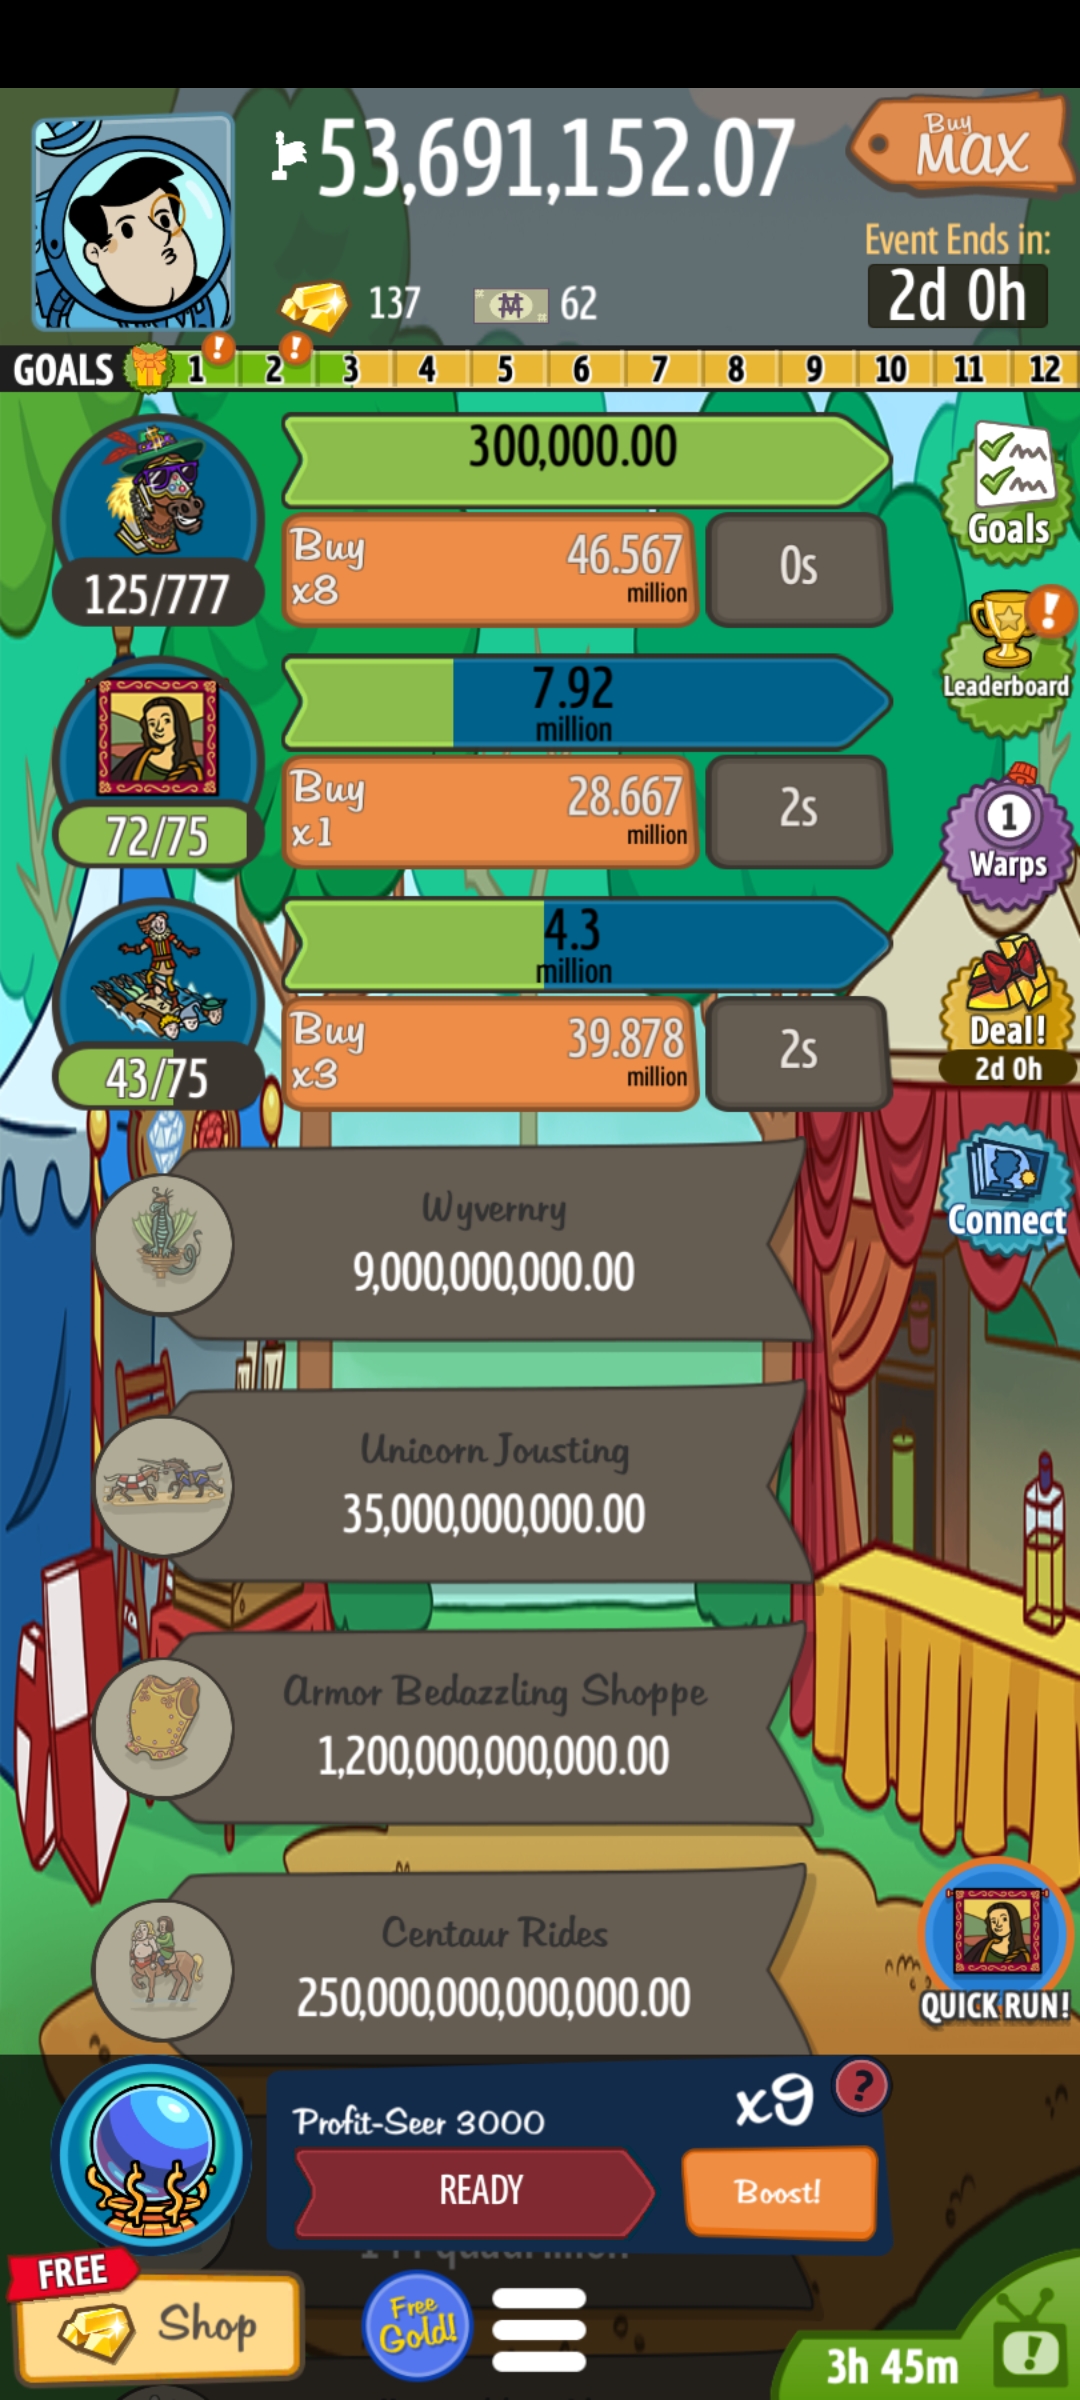 53,691,152.07
Buy
MAX
Event Ends in:
2d 0h
137
62
GOALS
1 ! 2 ! 3 4 5 6 7 8 9 10 11 12
300,000.00
Buy
x8
46.567
million
0s
125/777
Goals
7.92
million
Buy
x1
28.667
million
2s
72/75
!
Leaderboard
1
Warps
4.3
million
Buy
x3
39.878
million
2s
43/75
Deal!
2d 0h
Wyvernry
9,000,000,000.00
Connect
Unicorn Jousting
35,000,000,000.00
Armor Bedazzling Shoppe
1,200,000,000,000.00
Centaur Rides
250,000,000,000,000.00
QUICK RUN!
Profit-Seer 3000
x9
?
READY
Boost!
FREE
Shop
Free
Gold!
3h 45m
!